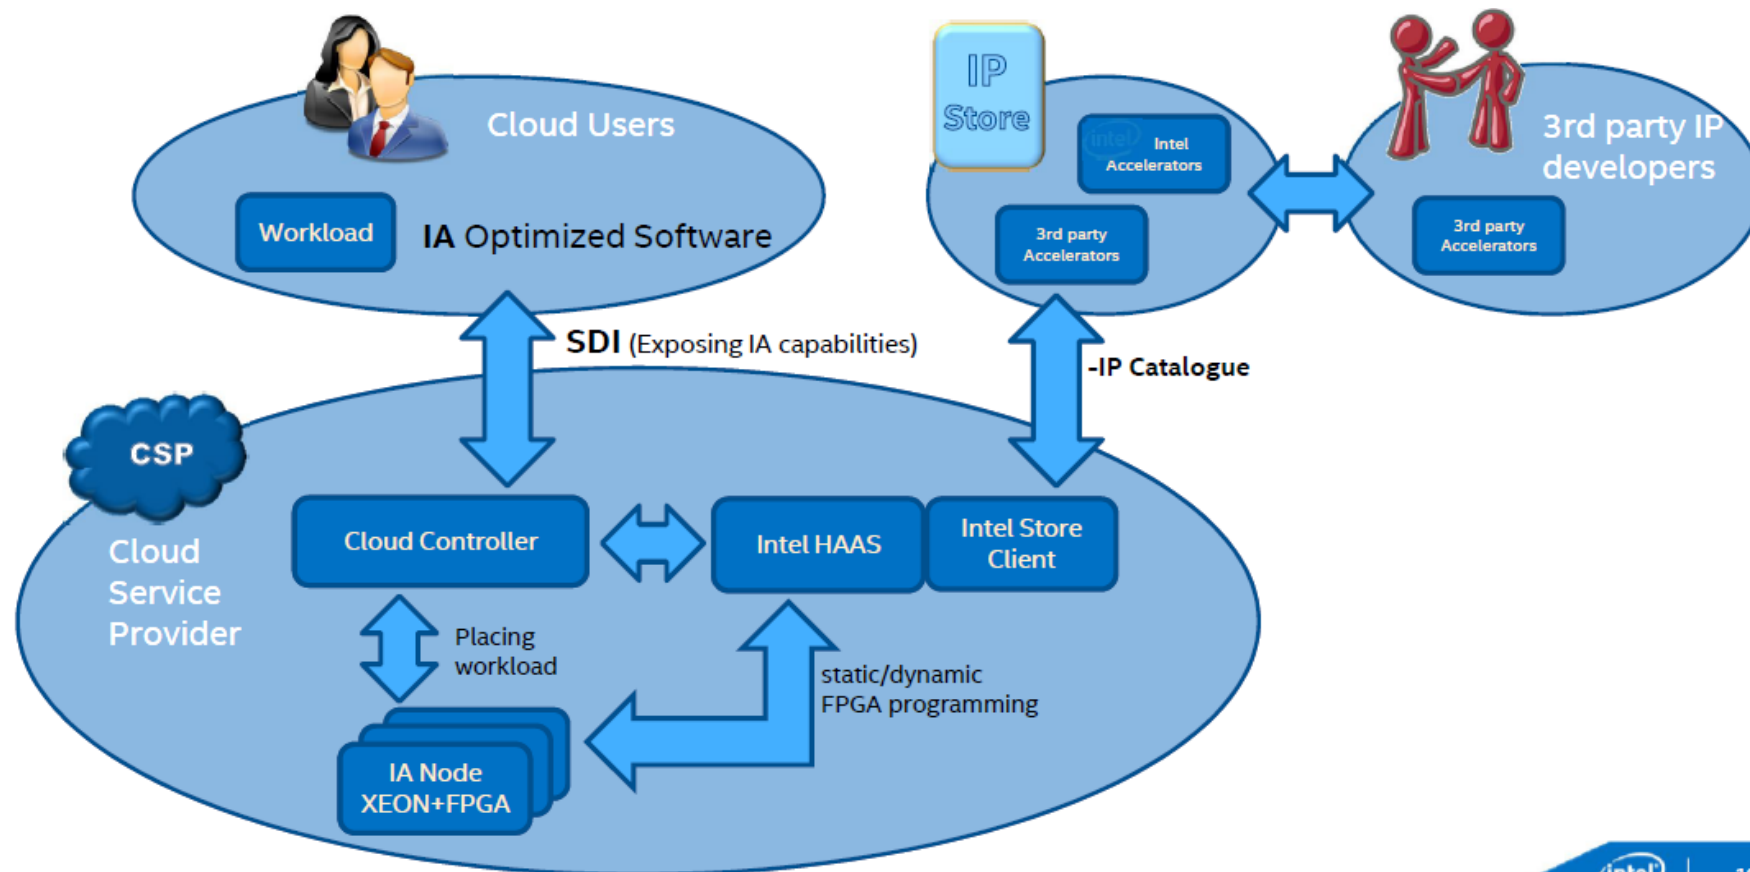 Cloud Users
Workload
IA Optimized Software
IP
Store
intel
Intel
Accelerators
3rd party
Accelerators
3rd party IP
developers
3rd party
Accelerators
SDI (Exposing IA capabilities)
-IP Catalogue
CSP
Cloud
Service
Provider
Cloud Controller
Intel HAAS
Intel Store
Client
Placing
workload
static/dynamic
FPGA programming
IA Node
XEON+FPGA
intel